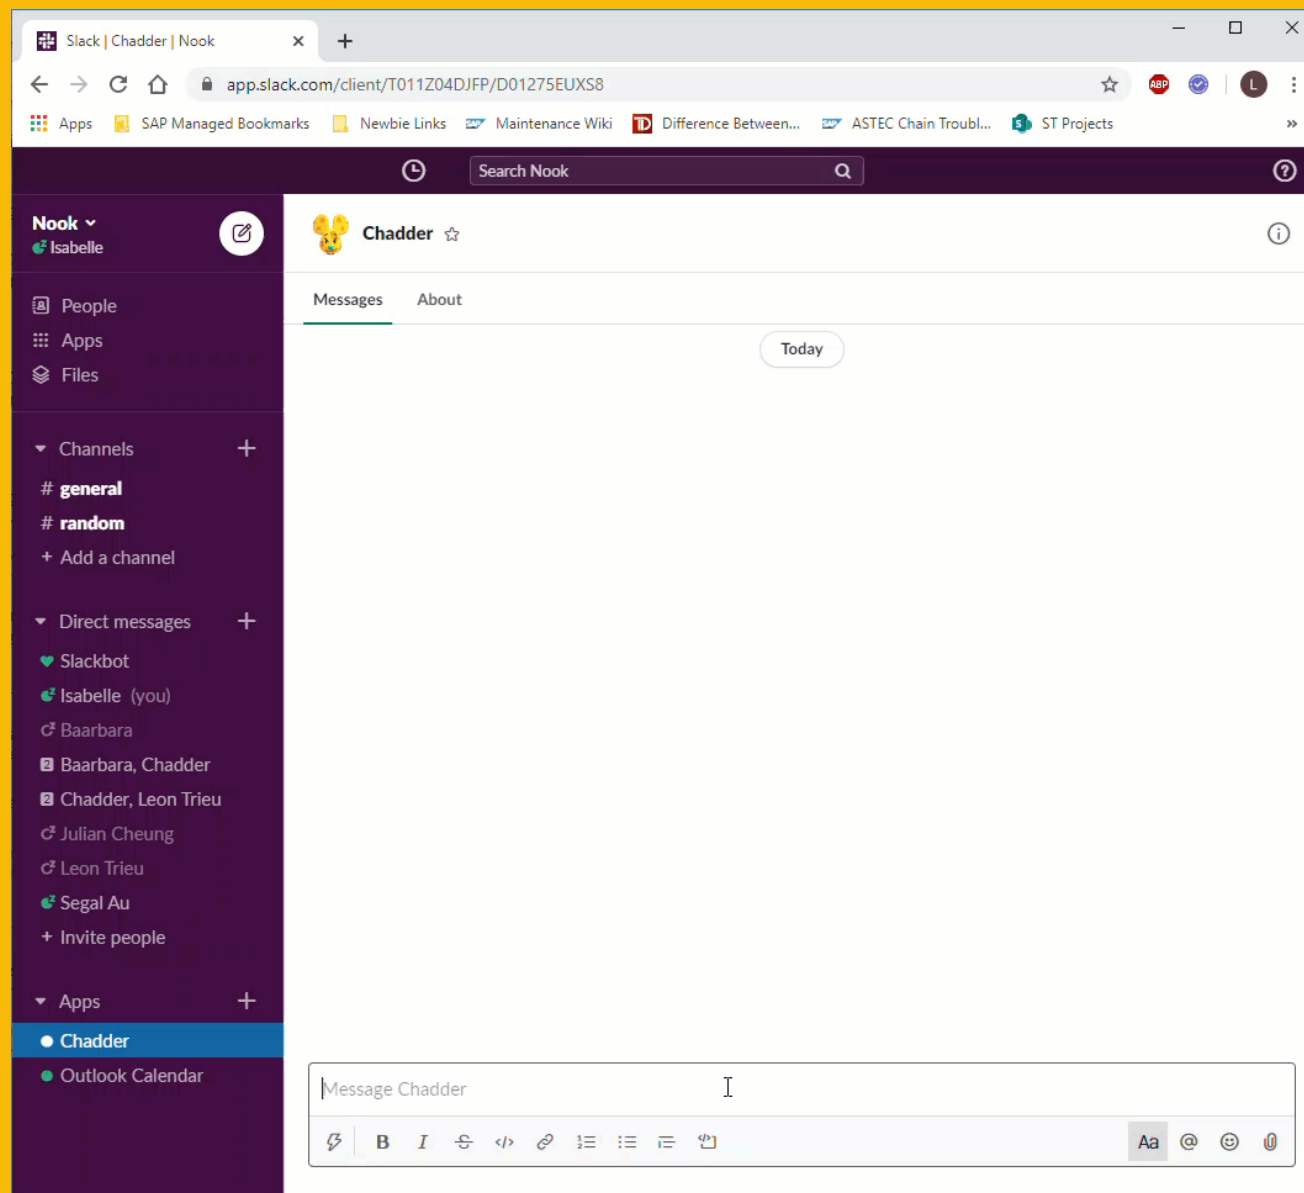 Slack | Chadder | Nook
app.slack.com/client/T011Z04DJFP/D01275EUXS8
ABP
L
Apps SAP Managed Bookmarks Newbie Links Maintenance Wiki Difference Between... ASTEC Chain Troubl... ST Projects »
Search Nook
Nook
Isabelle
People
Apps
Files
Channels +
# general
# random
+ Add a channel
Direct messages +
Slackbot
Isabelle (you)
Baarbara
2 Baarbara, Chadder
2 Chadder, Leon Trieu
Julian Cheung
Leon Trieu
Segal Au
+ Invite people
Apps +
Chadder
Outlook Calendar
Chadder
Messages About
Today
Message Chadder
B I S </> Aa @